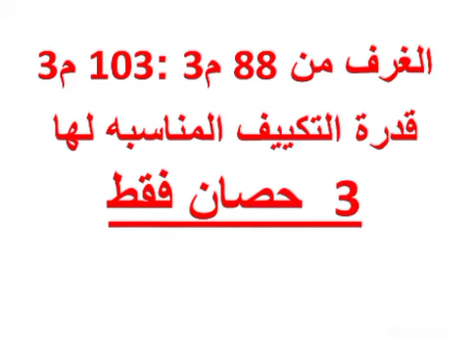 الغرف من 88 م3 :103 م3
قدرة التكييف المناسبه لها
3 حصان فقط